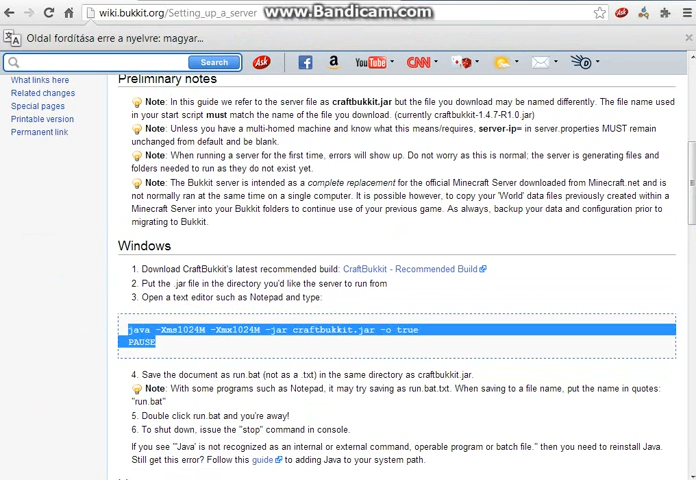 wiki.bukkit.org/Setting_up_a_server
www.Bandicam.com
Oldal fordítása erre a nyelvre: magyar...
Search
Ask
You Tube
CNN
What links here
Related changes
Special pages
Printable version
Permanent link
Preliminary notes
Note: In this guide we refer to the server file as craftbukkit.jar but the file you download may be named differently. The file name used
in your start script must match the name of the file you download. (currently craftbukkit-1.4.7-R1.0.jar)
Note: Unless you have a multi-homed machine and know what this means/requires, server-ip= in server.properties MUST remain
unchanged from default and be blank.
Note: When running a server for the first time, errors will show up. Do not worry as this is normal; the server is generating files and
folders needed to run as they do not exist yet.
Note: The Bukkit server is intended as a complete replacement for the official Minecraft Server downloaded from Minecraft.net and is
not normally ran at the same time on a single computer. It is possible however, to copy your 'World' data files previously created within a
Minecraft Server into your Bukkit folders to continue use of your previous game. As always, backup your data and configuration prior to
migrating to Bukkit.
Windows
1. Download CraftBukkit's latest recommended build: CraftBukkit - Recommended Build
2. Put the .jar file in the directory you'd like the server to run from
3. Open a text editor such as Notepad and type:
java -Xms1024M -Xmx1024M -jar craftbukkit.jar -o true
PAUSE
4. Save the document as run.bat (not as a .txt) in the same directory as craftbukkit.jar.
Note: With some programs such as Notepad, it may try saving as run.bat.txt. When saving to a file name, put the name in quotes:
"run.bat"
5. Double click run.bat and you're away!
6. To shut down, issue the "stop" command in console.
If you see "'Java' is not recognized as an internal or external command, operable program or batch file." then you need to reinstall Java.
Still get this error? Follow this guide to adding Java to your system path.